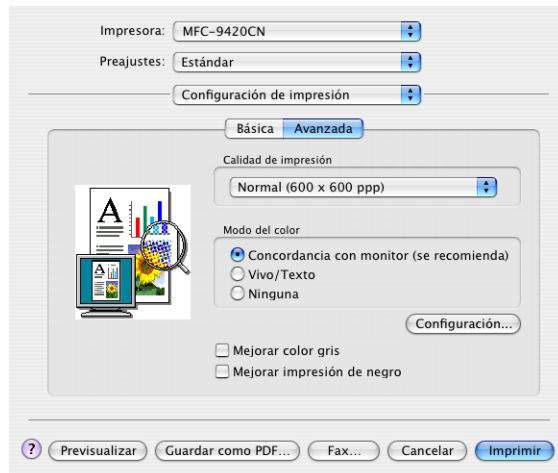 Impresora: MFC-9420CN
Preajustes: Estándar
Configuración de impresión
Básica Avanzada
Calidad de impresión
Normal (600 x 600 ppp)
Modo del color
Concordancia con monitor (se recomienda)
Vivo/Texto
Ninguna
Configuración...
Mejorar color gris
Mejorar impresión de negro
? Previsualizar Guardar como PDF... Fax... Cancelar Imprimir
A
A